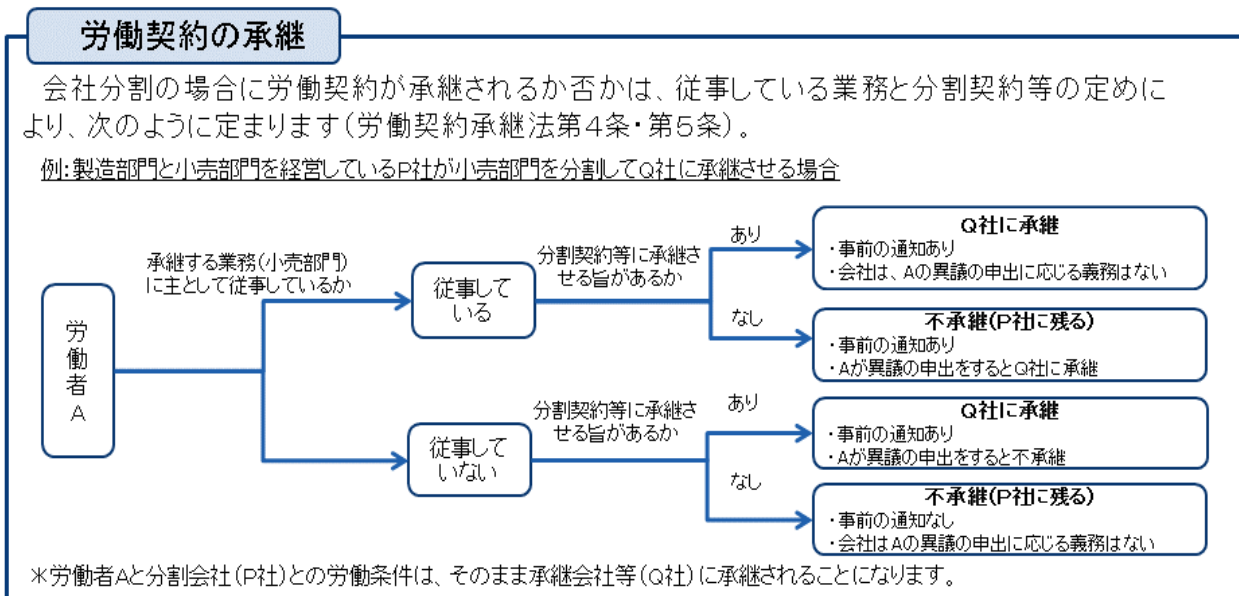 労働契約の承継
会社分割の場合に労働契約が承継されるか否かは、従事している業務と分割契約等の定めに
より、次のように定まります(労働契約承継法第4条・第5条)。
例:製造部門と小売部門を経営しているP社が小売部門を分割してQ社に承継させる場合
労働者A
承継する業務(小売部門)
に主として従事しているか
従事して
いる
分割契約等に承継さ
せる旨があるか
あり
Q社に承継
・事前の通知あり
・会社は、Aの異議の申出に応じる義務はない
なし
不承継(P社に残る)
・事前の通知あり
・Aが異議の申出をするとQ社に承継
従事して
いない
分割契約等に承継さ
せる旨があるか
あり
Q社に承継
・事前の通知あり
・Aが異議の申出をすると不承継
なし
不承継(P社に残る)
・事前の通知なし
・会社はAの異議の申出に応じる義務はない
*労働者Aと分割会社(P社)との労働条件は、そのまま承継会社等(Q社)に承継されることになります。